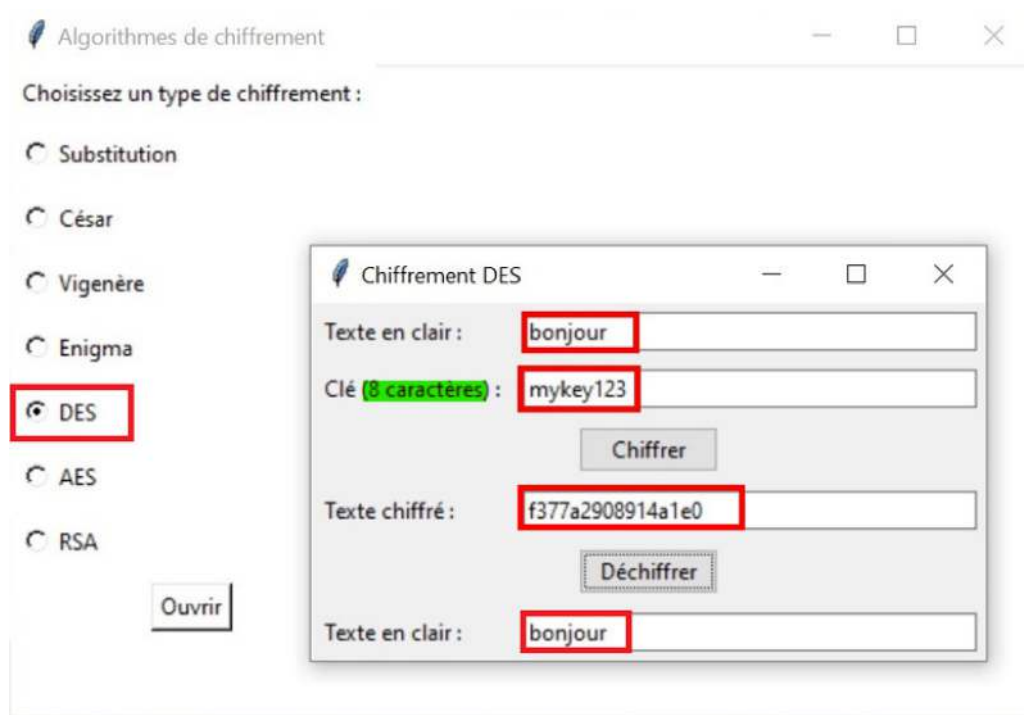 Algorithmes de chiffrement
Choisissez un type de chiffrement :
Substitution
César
Vigenère
Enigma
DES
AES
RSA
Ouvrir
Chiffrement DES
Texte en clair : bonjour
Clé (8 caractères) : mykey123
Chiffrer
Texte chiffré : f377a2908914a1e0
Déchiffrer
Texte en clair : bonjour